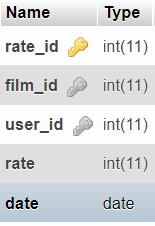 Name Type
rate_id int(11)
film_id int(11)
user_id int(11)
rate int(11)
date date